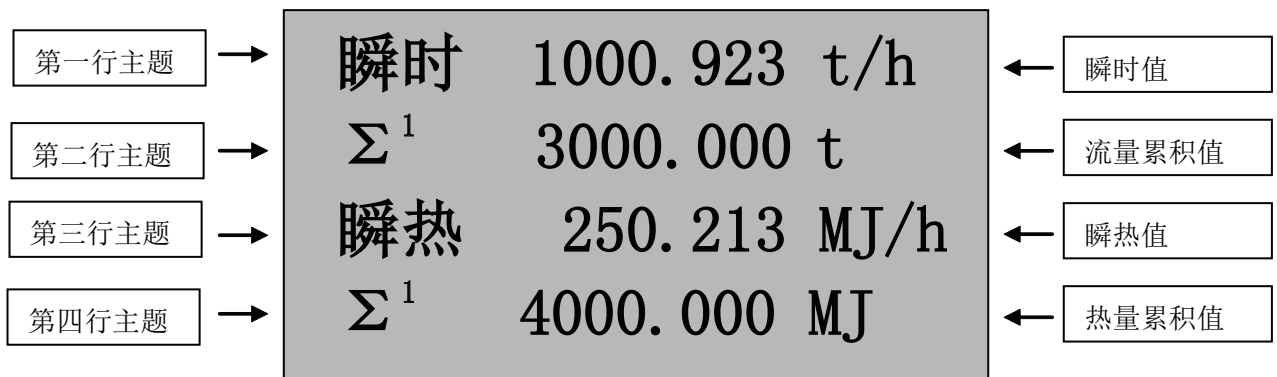 第一行主题 瞬时 1000.923 t/h 瞬时值
第二行主题 Σ¹ 3000.000 t 流量累积值
第三行主题 瞬热 250.213 MJ/h 瞬热值
第四行主题 Σ¹ 4000.000 MJ 热量累积值